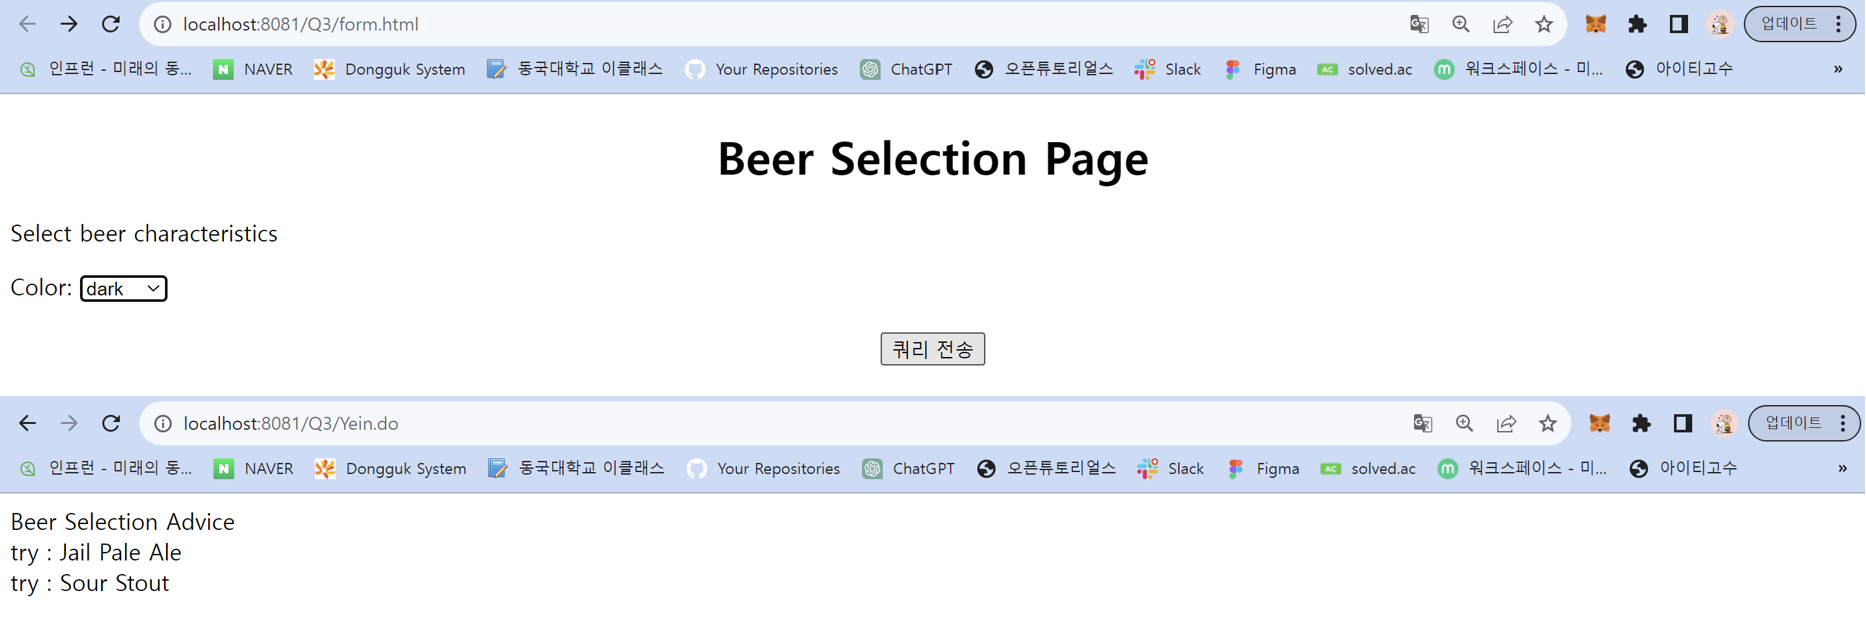 localhost:8081/Q3/form.html
업데이트
인프런 - 미래의 동... NAVER Dongguk System 동국대학교 이클래스 Your Repositories ChatGPT 오픈튜토리얼스 Slack Figma AC solved.ac 워크스페이스 - 미... 아이티고수 »
Beer Selection Page
Select beer characteristics
Color: dark
쿼리 전송
localhost:8081/Q3/Yein.do
업데이트
인프런 - 미래의 동... NAVER Dongguk System 동국대학교 이클래스 Your Repositories ChatGPT 오픈튜토리얼스 Slack Figma AC solved.ac 워크스페이스 - 미... 아이티고수 »
Beer Selection Advice
try : Jail Pale Ale
try : Sour Stout